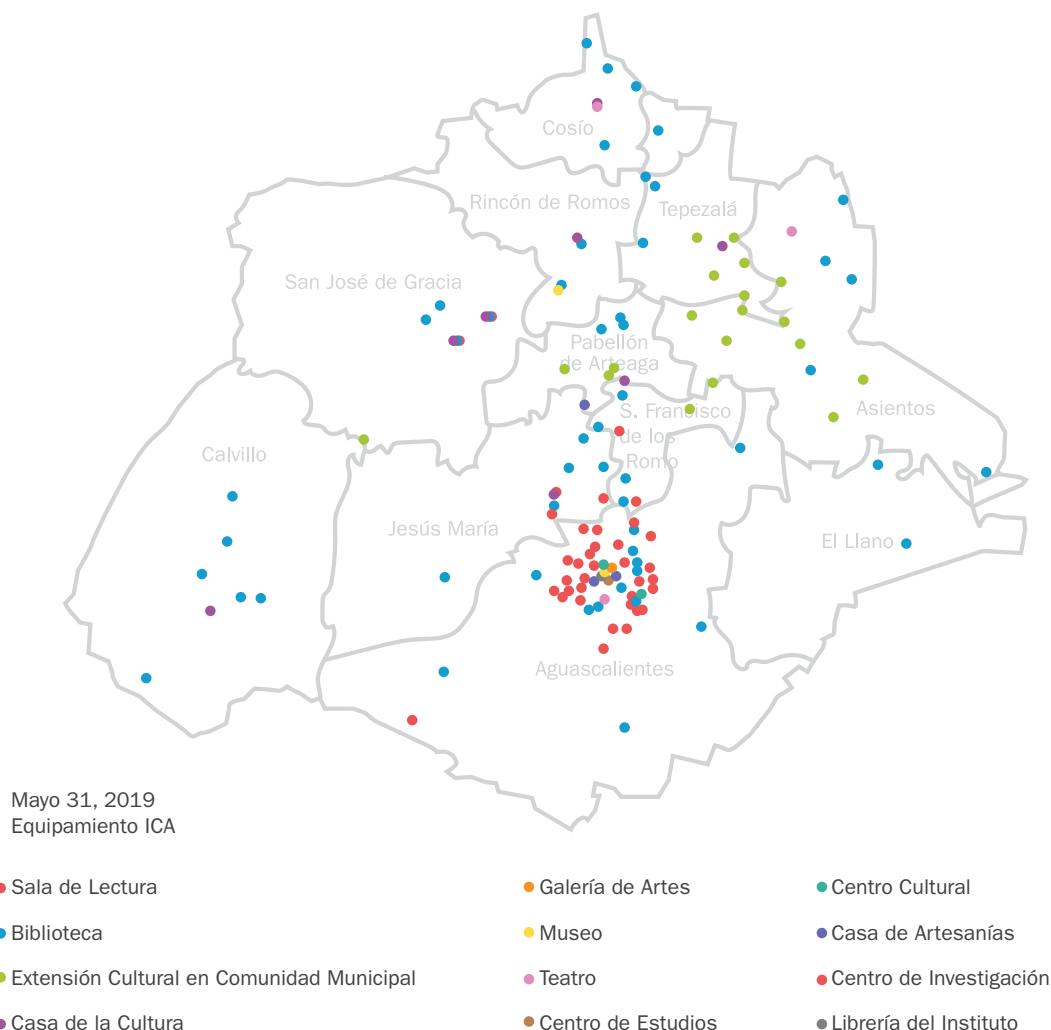 Cosío
Rincón de Romos
Tepezalá
San José de Gracia
Pabellón
de Arteaga
S. Francisco
de los
Romo
Asientos
Calvillo
Jesús María
El Llano
Aguascalientes
Mayo 31, 2019
Equipamiento ICA
Sala de Lectura
Biblioteca
Extensión Cultural en Comunidad Municipal
Casa de la Cultura
Galería de Artes
Museo
Teatro
Centro de Estudios
Centro Cultural
Casa de Artesanías
Centro de Investigación
Librería del Instituto